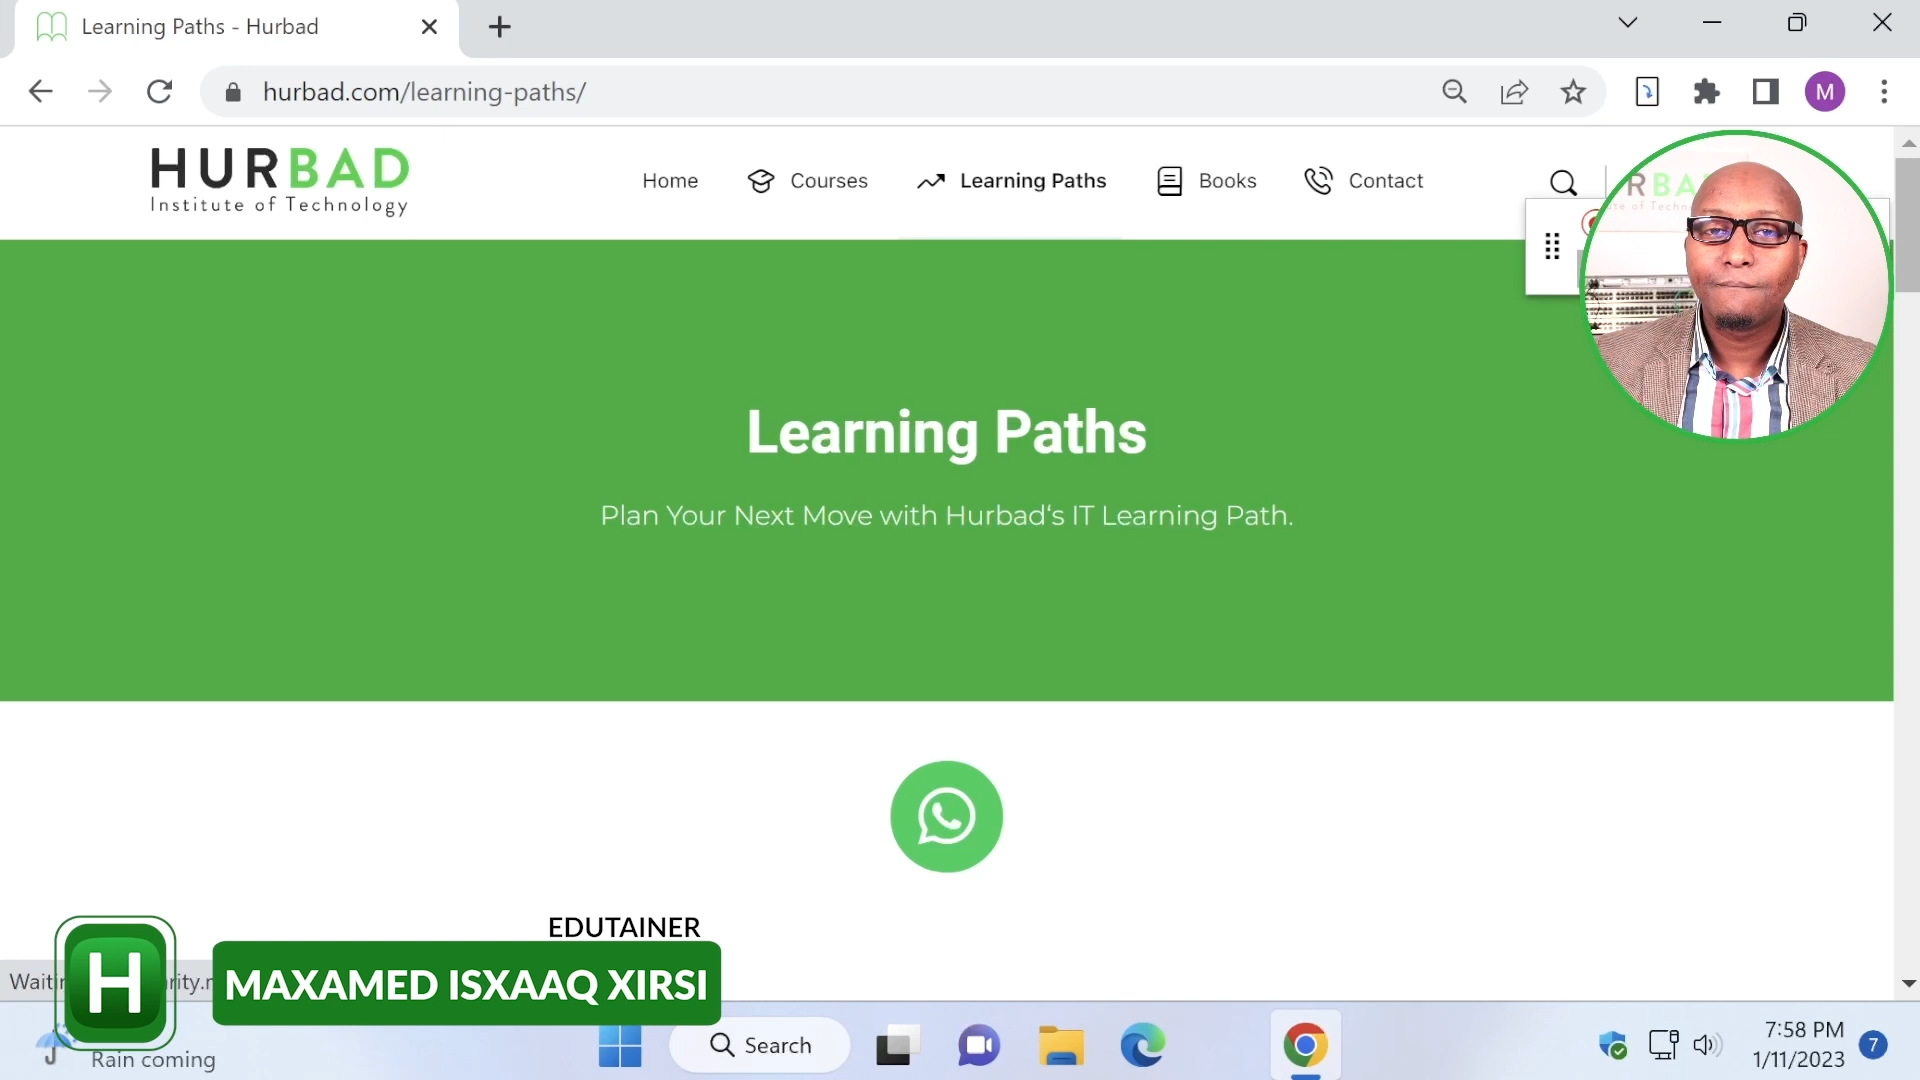 Learning Paths - Hurbad
hurbad.com/learning-paths/
M
HURBAD
Institute of Technology
Home
Courses
Learning Paths
Books
Contact
Learning Paths
Plan Your Next Move with Hurbad‘s IT Learning Path.
EDUTAINER
H
MAXAMED ISXAAQ XIRSI
Rain coming
Search
7:58 PM
1/11/2023
7